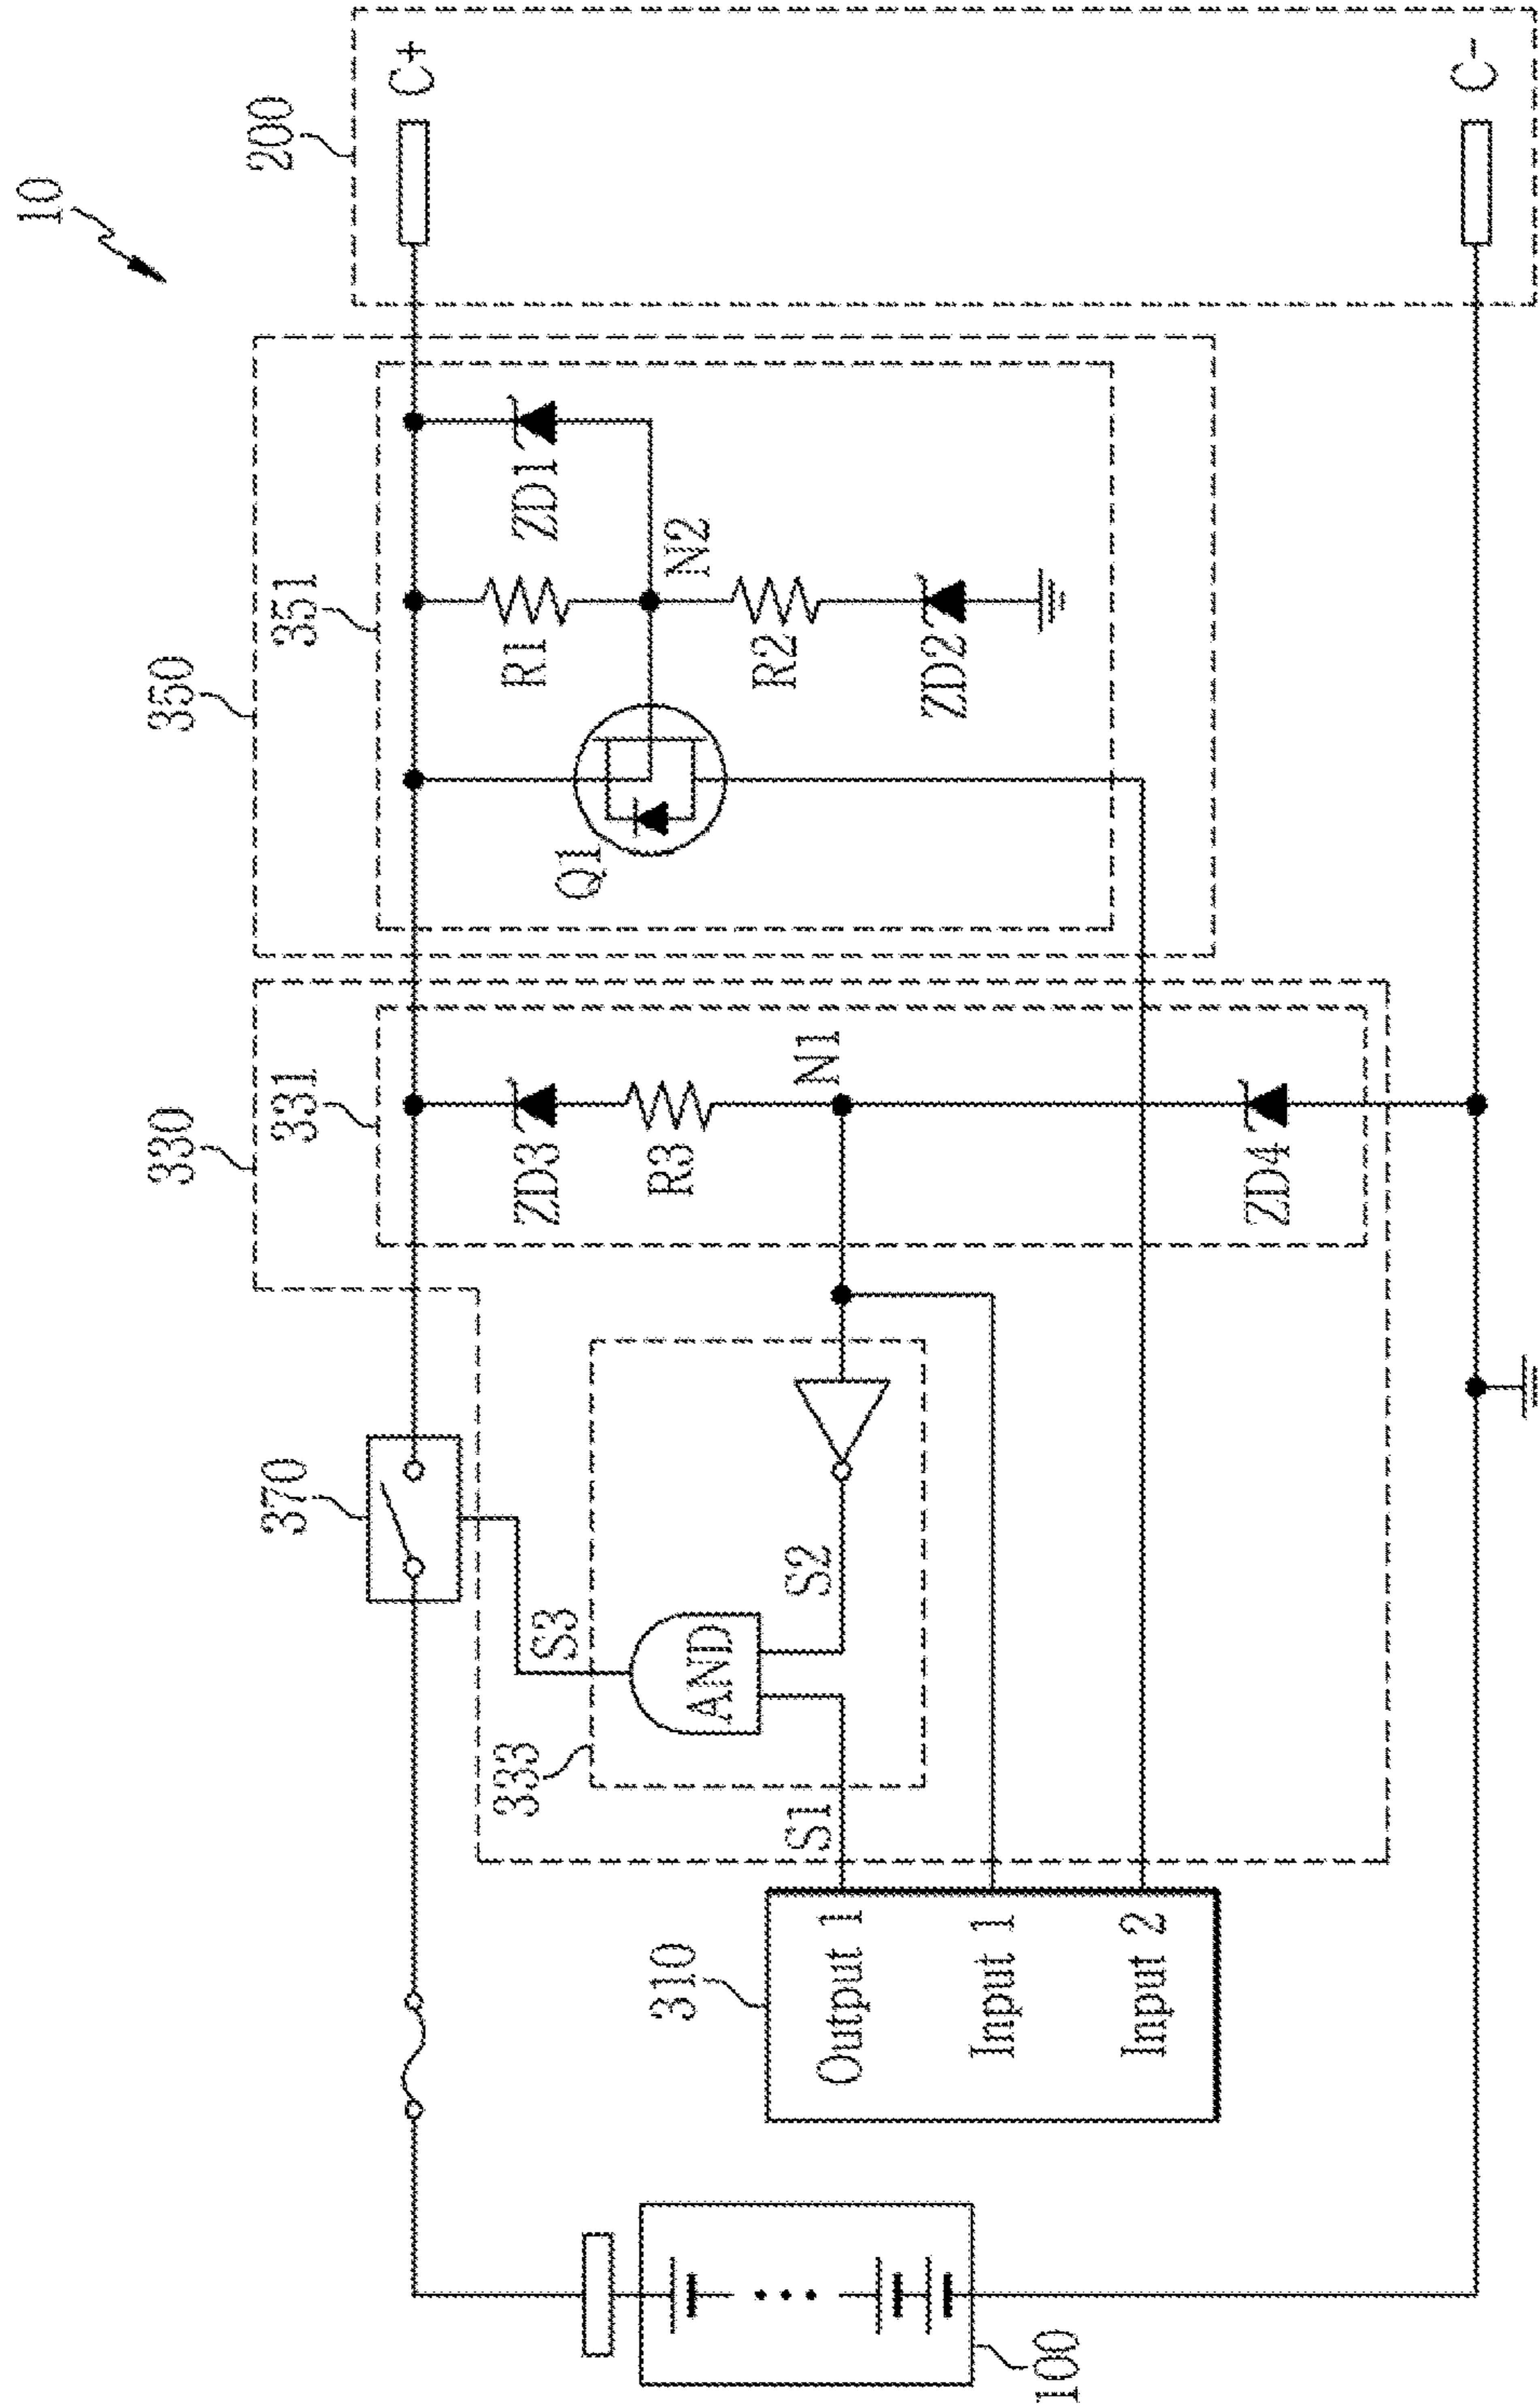 10
200
C+
C-
350
351
ZD1
R1
N2
Q1
R2
ZD2
330
331
ZD3
R3
N1
ZD4
370
S3
333
AND
S2
S1
310
Output 1
Input 1
Input 2
100